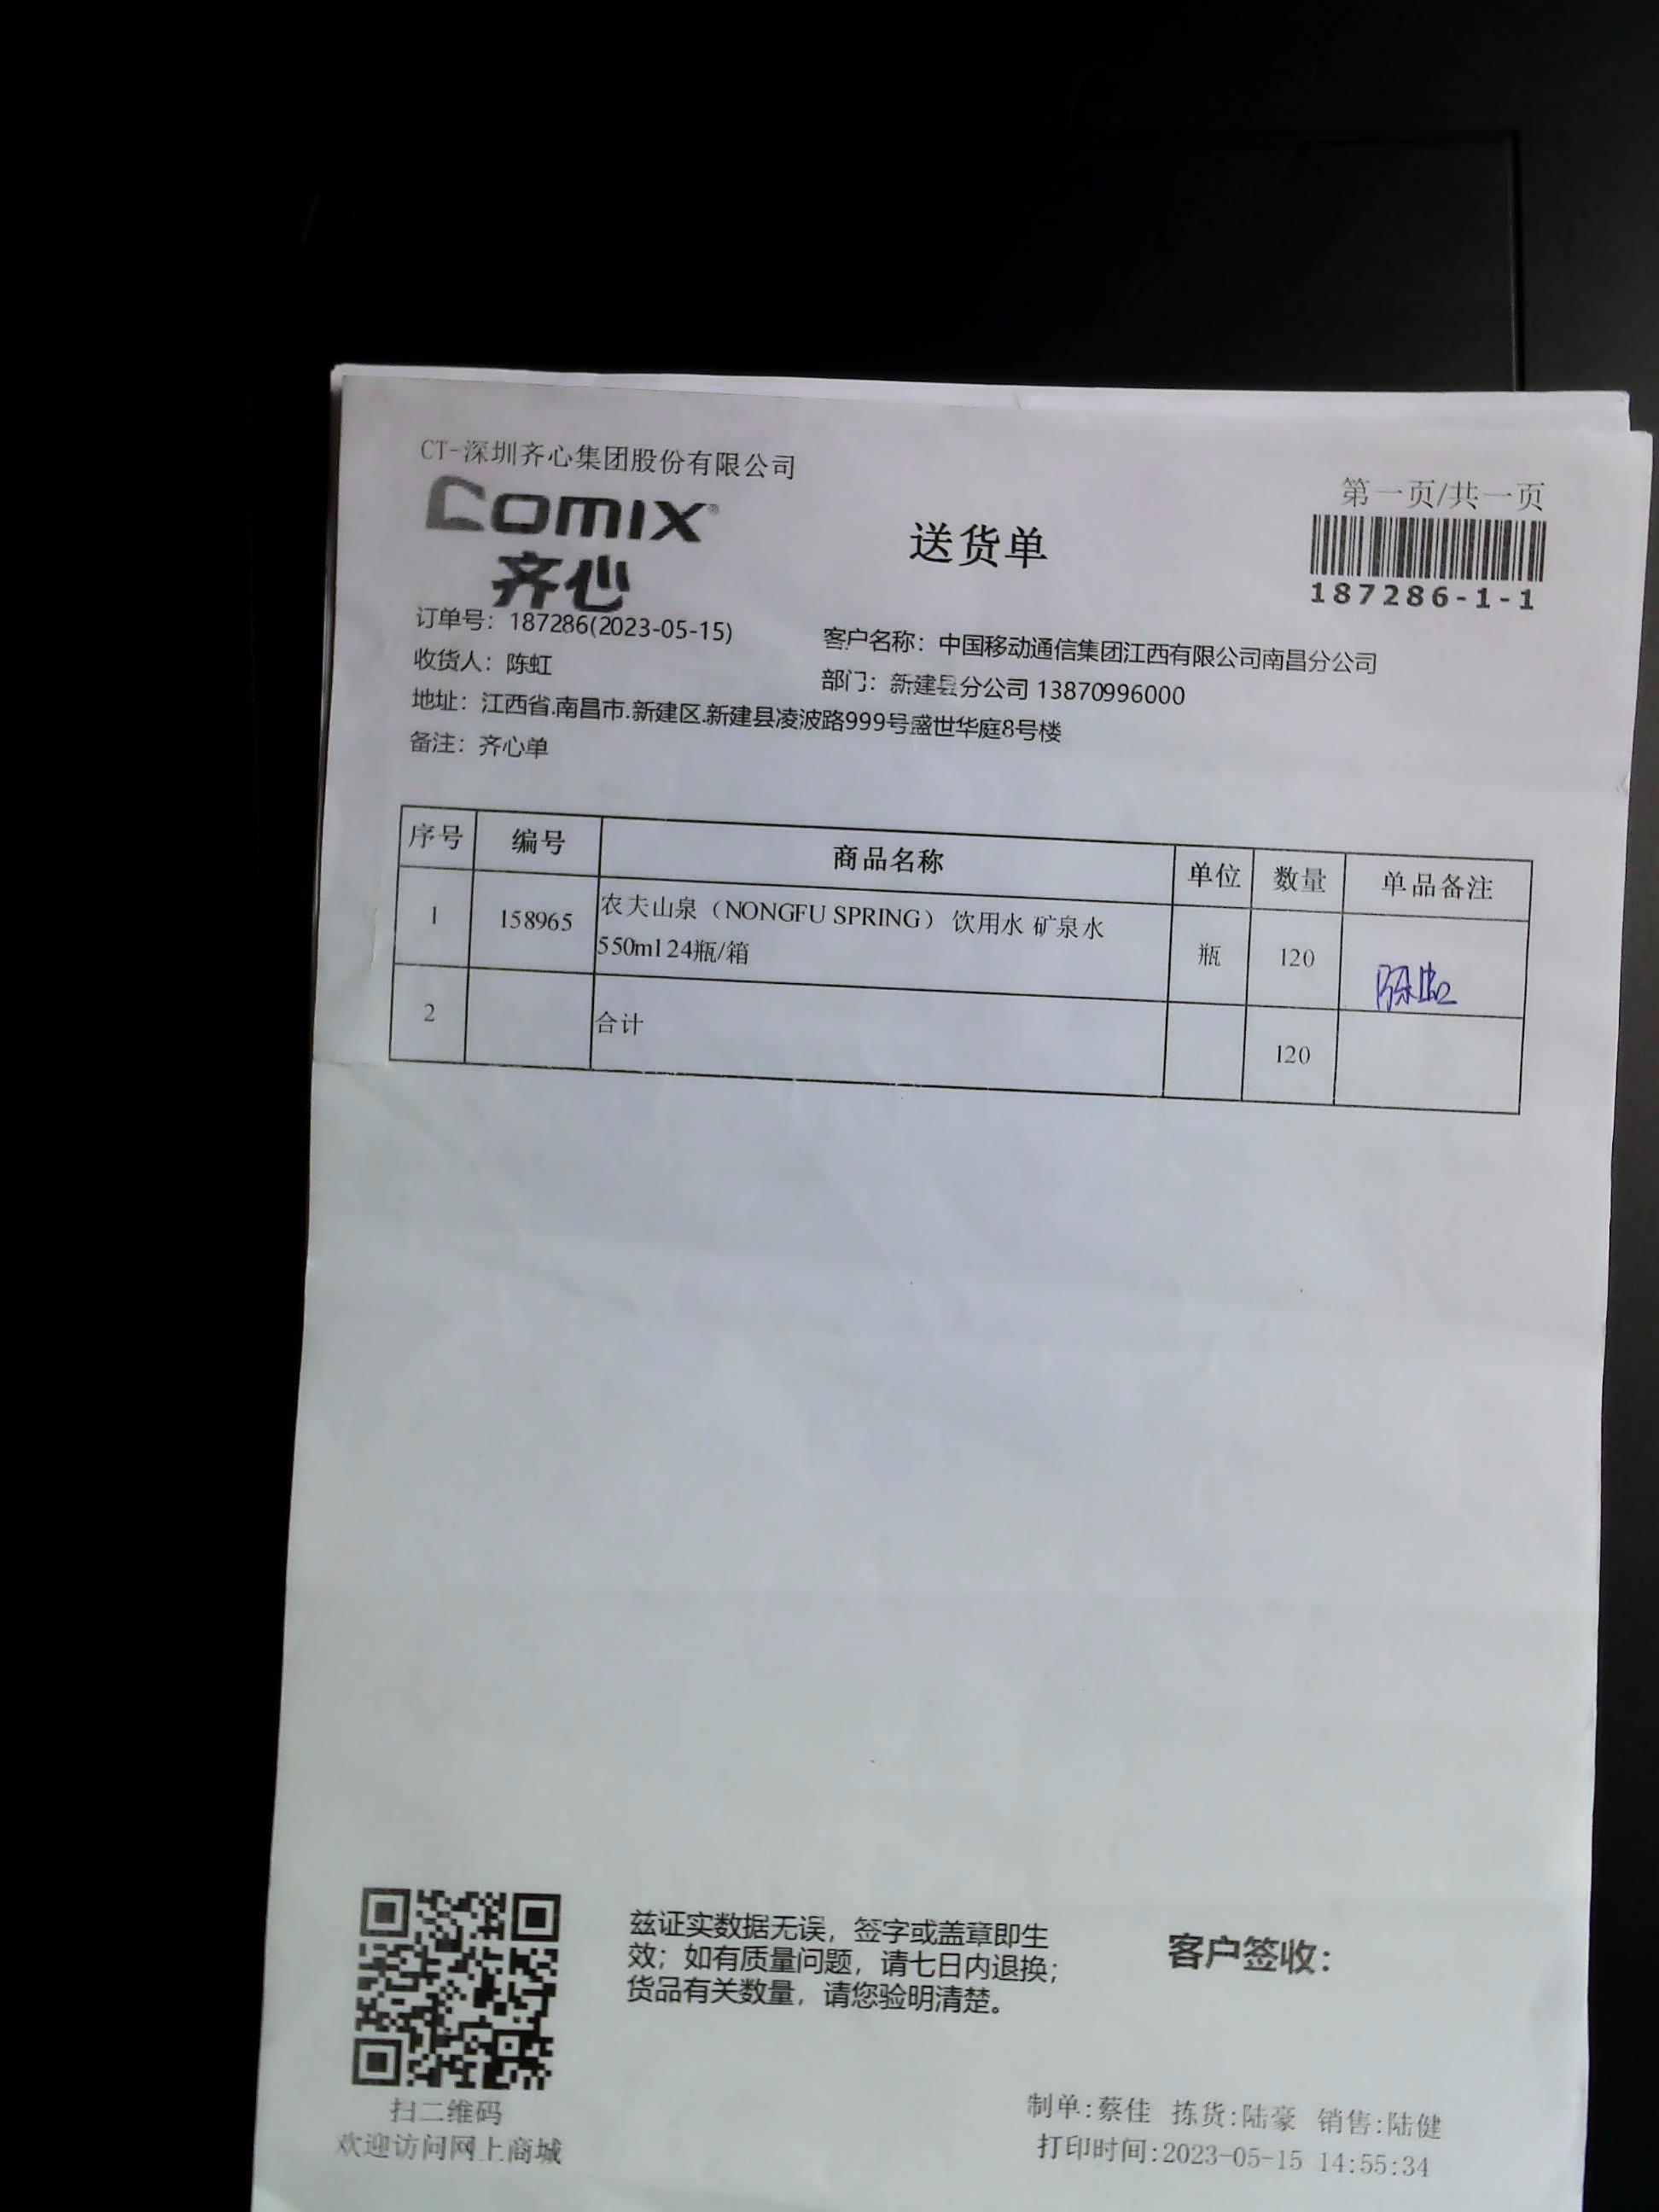 CT-深圳齐心集团股份有限公司
comix®
齐心
送货单
第一页/共一页
187286-1-1
订单号：187286(2023-05-15)
客户名称：中国移动通信集团江西有限公司南昌分公司
收货人：陈虹
部门：新建县分公司 13870996000
地址：江西省.南昌市.新建区.新建县凌波路999号盛世华庭8号楼
备注：齐心单
序号 编号 商品名称 单位 数量 单品备注
1 158965 农夫山泉（NONGFU SPRING） 饮用水 矿泉水
550ml 24瓶/箱 瓶 120 陈虹
2 合计 120
兹证实数据无误，签字或盖章即生
效；如有质量问题，请七日内退换；
货品有关数量，请您验明清楚。
客户签收：
扫二维码
欢迎访问网上商城
制单:蔡佳 拣货:陆豪 销售:陆健
打印时间:2023-05-15 14:55:34